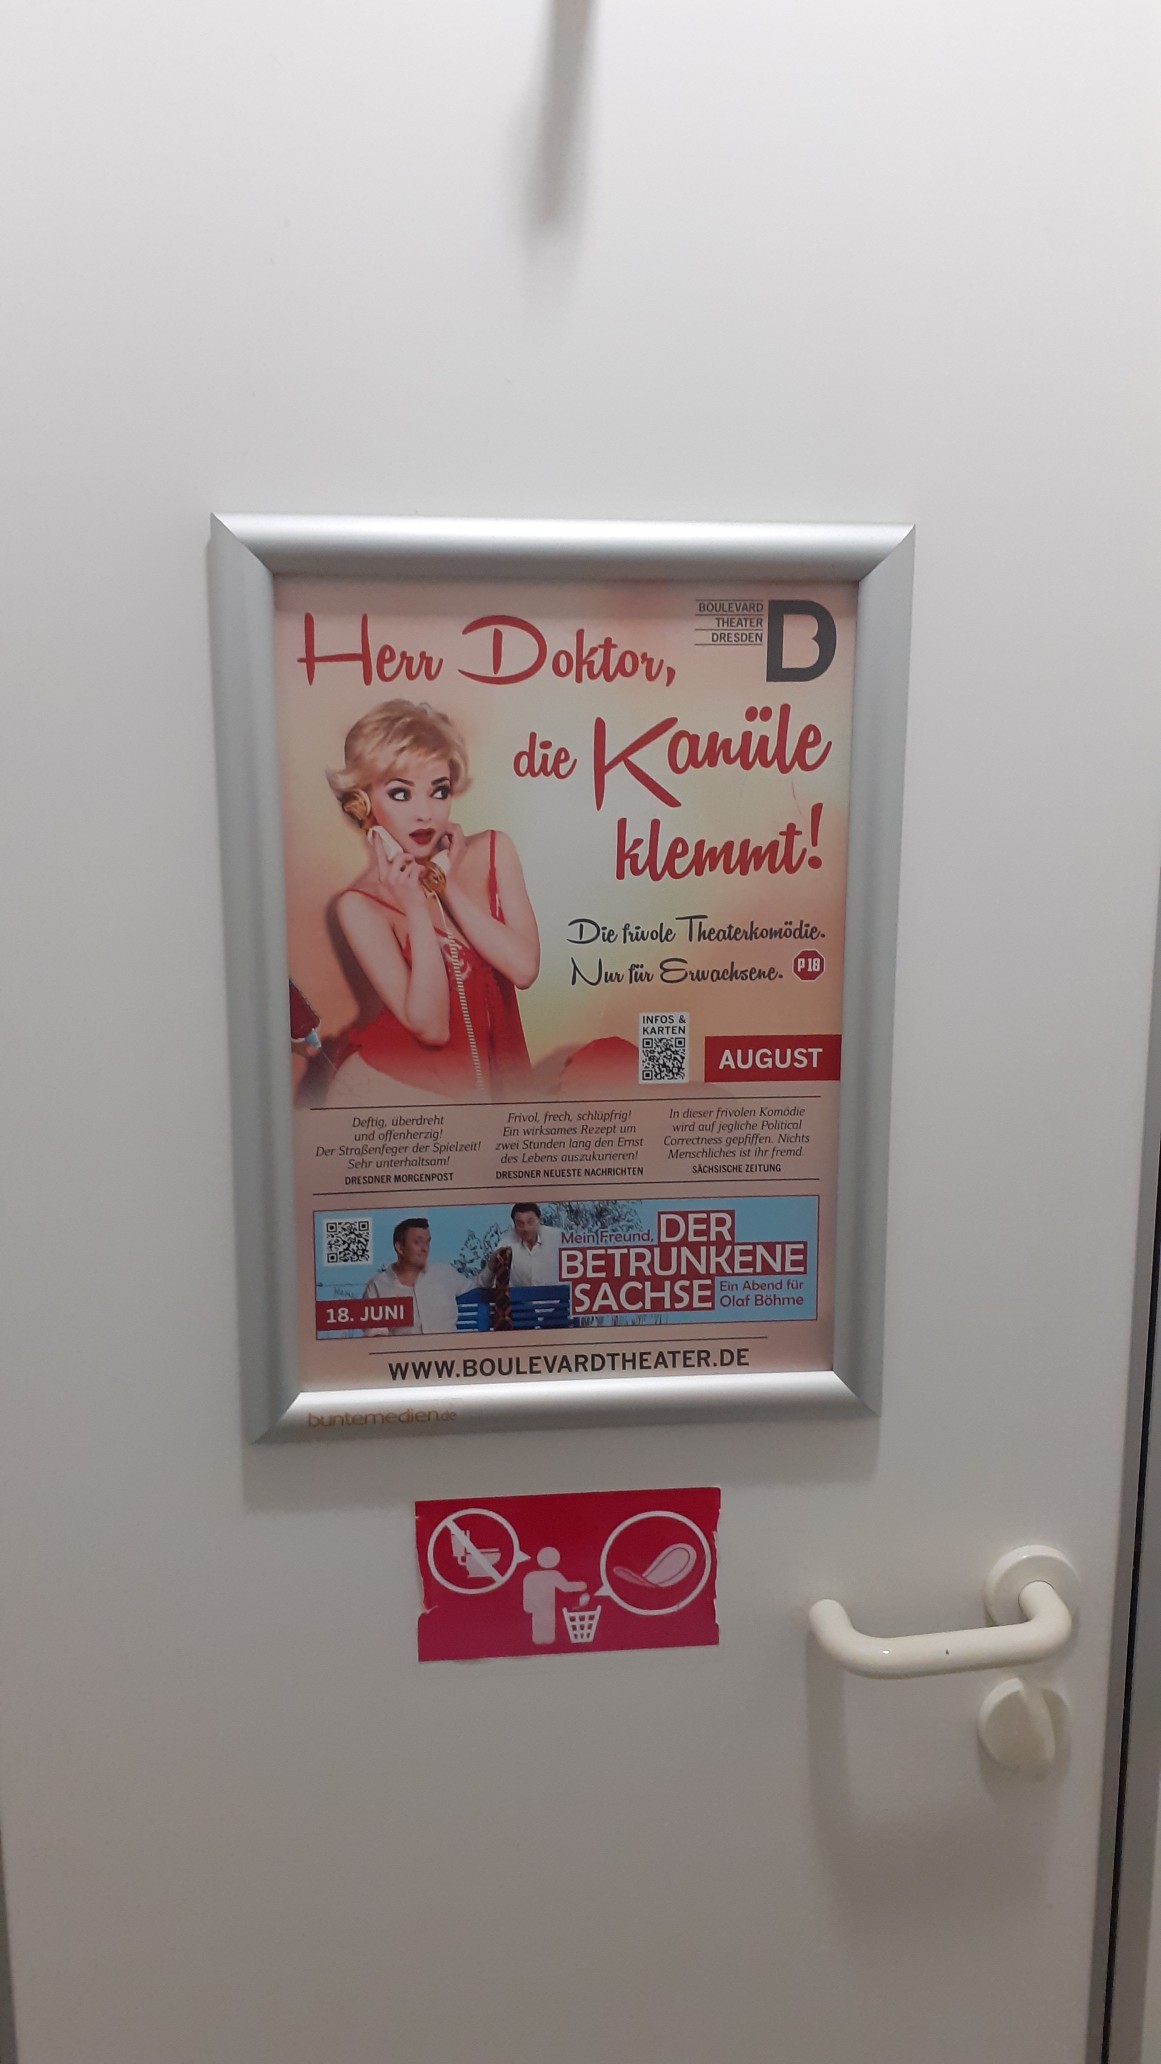 Herr Doktor,
BOULEVARD
THEATER
DRESDEN
B
die Kanüle
klemmt!
Die frivole Theaterkomödie.
Nur für Erwachsene. P18
INFOS &
KARTEN
AUGUST
Deftig, überdreht
und offenherzig!
Der Straßenfeger der Spielzeit!
Sehr unterhaltsam!
DRESDNER MORGENPOST
Frivol, frech, schlüpfrig!
Ein wirksames Rezept um
zwei Stunden lang den Ernst
des Lebens auszukurieren!
DRESDNER NEUESTE NACHRICHTEN
In dieser frivolen Komödie
wird auf jegliche Political
Correctness gepfiffen. Nichts
Menschliches ist ihr fremd.
SÄCHSISCHE ZEITUNG
Mein Freund, DER
BETRUNKENE
SACHSE
Ein Abend für
Olaf Böhme
18. JUNI
WWW.BOULEVARDTHEATER.DE
buntemedien.de